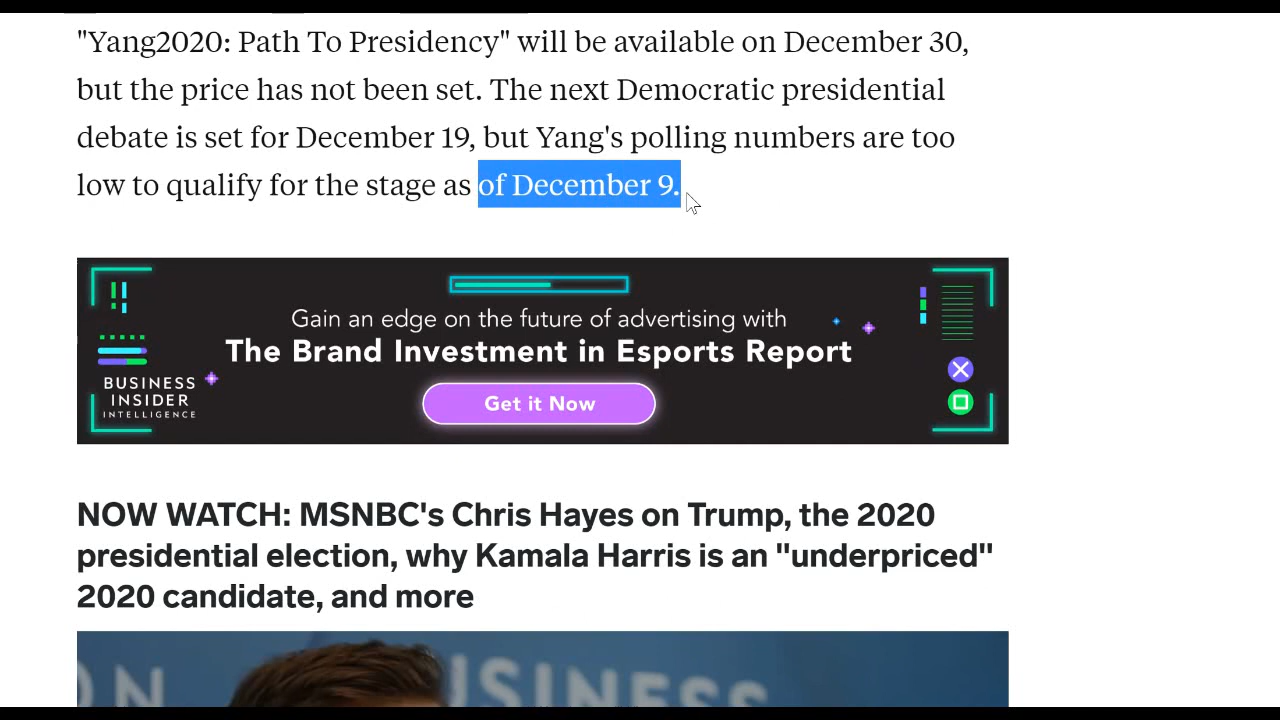 "Yang2020: Path To Presidency" will be available on December 30,
but the price has not been set. The next Democratic presidential
debate is set for December 19, but Yang's polling numbers are too
low to qualify for the stage as of December 9.
Gain an edge on the future of advertising with
The Brand Investment in Esports Report
BUSINESS
INSIDER
INTELLIGENCE
Get it Now
NOW WATCH: MSNBC's Chris Hayes on Trump, the 2020
presidential election, why Kamala Harris is an "underpriced"
2020 candidate, and more
ON BUSINESS